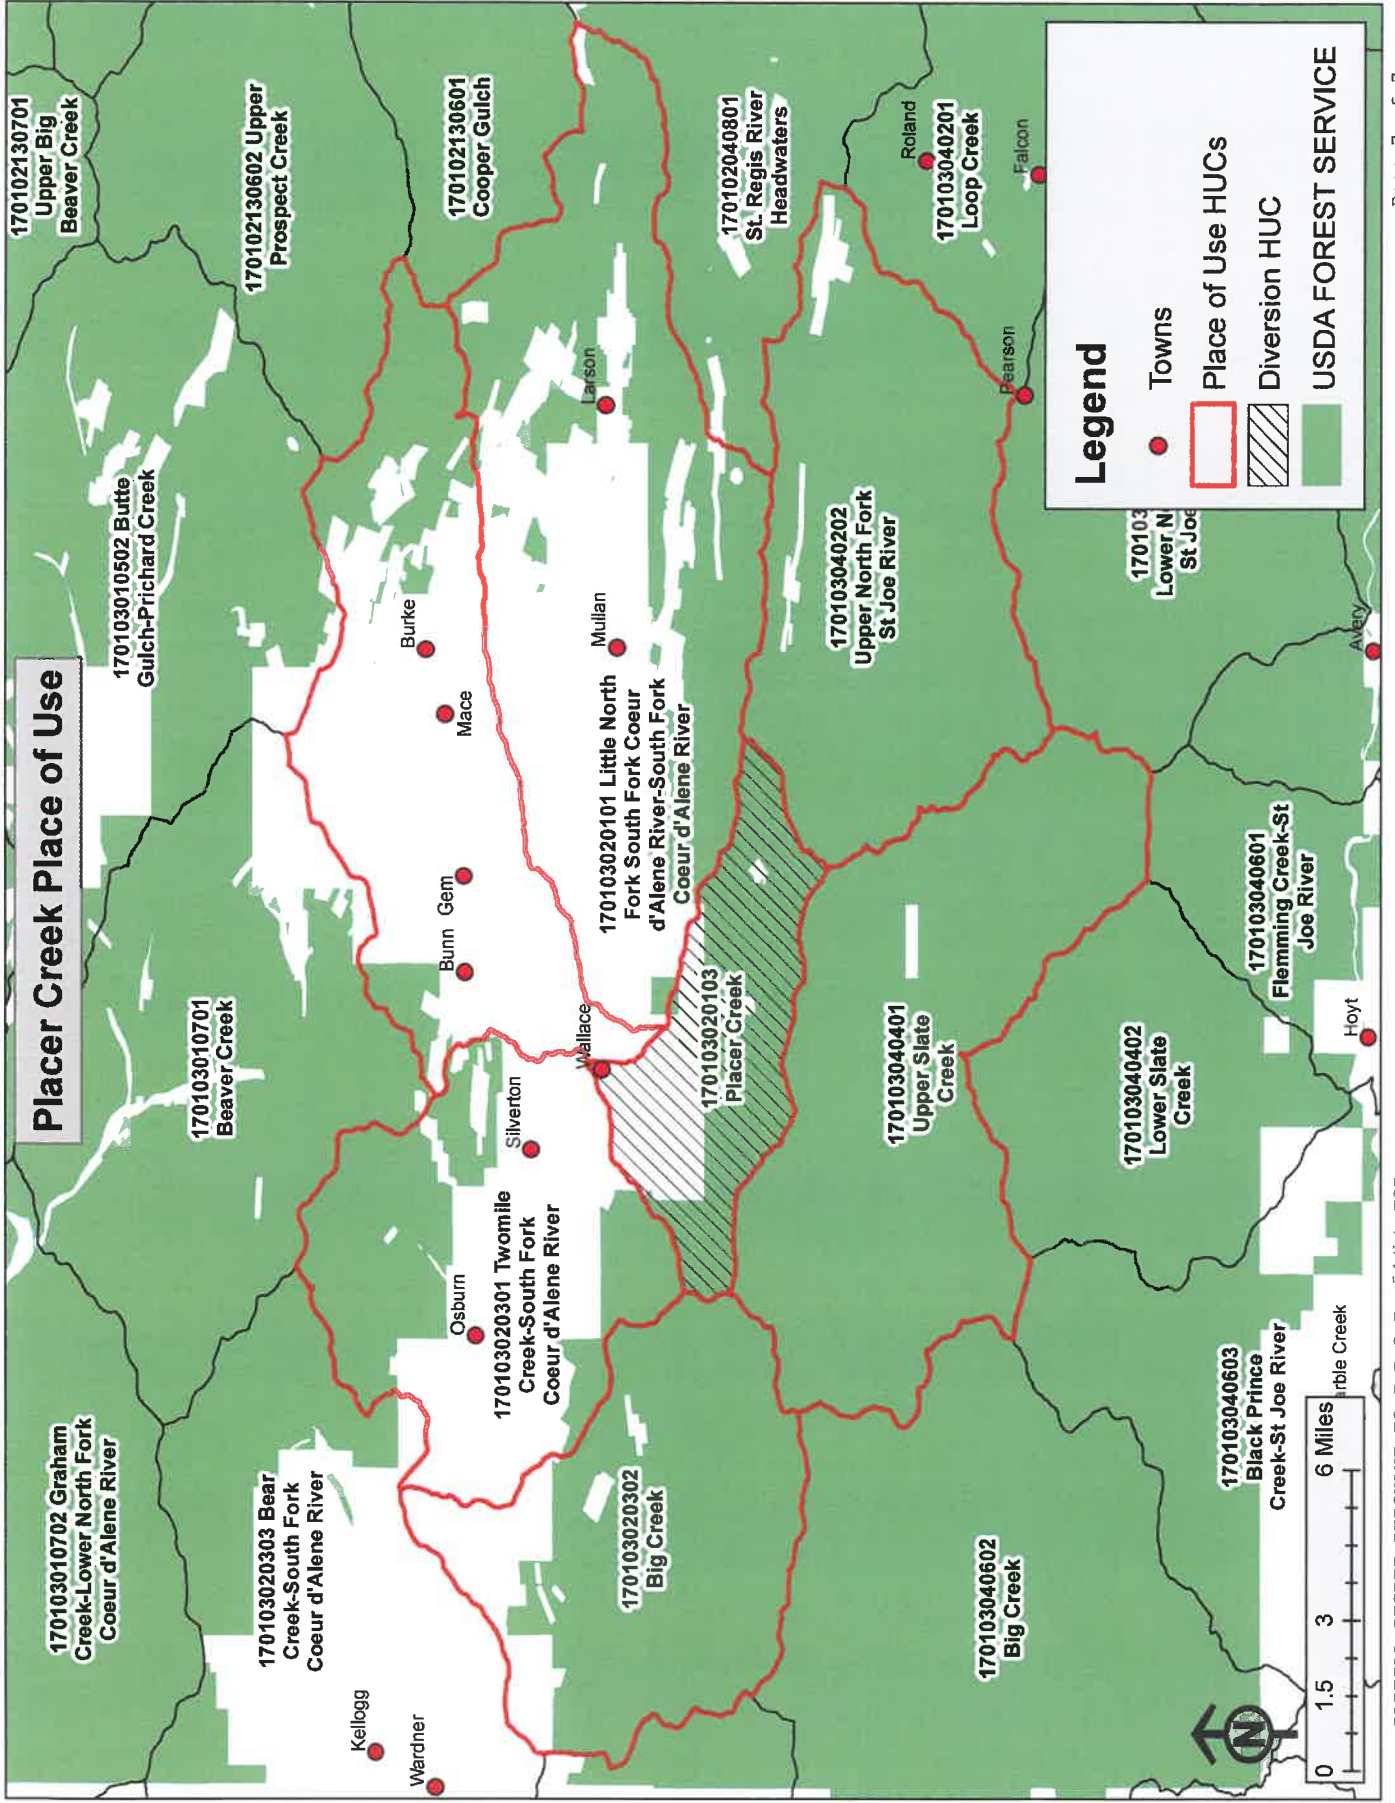 Placer Creek Place of Use
170102130701
Upper Big
Beaver Creek
170102130602 Upper
Prospect Creek
170102130601
Cooper Gulch
170102040801
St. Regis River
Headwaters
Roland
170103040201
Loop Creek
Falcon
Pearson
170103010502 Butte
Gulch-Prichard Creek
Larson
Burke
Mace
Mullan
170103020101 Little North
Fork South Fork Coeur
d'Alene River-South Fork
Coeur d'Alene River
170103040202
Upper North Fork
St Joe River
170103
Lower N
St Joe
Avery
Gem
Bunn
170103010701
Beaver Creek
Wallace
Silverton
170103020103
Placer Creek
170103040401
Upper Slate
Creek
170103040402
Lower Slate
Creek
170103040601
Flemming Creek-St
Joe River
Hoyt
Osburn
170103020301 Twomile
Creek-South Fork
Coeur d'Alene River
170103010702 Graham
Creek-Lower North Fork
Coeur d'Alene River
170103020303 Bear
Creek-South Fork
Coeur d'Alene River
170103020302
Big Creek
170103040602
Big Creek
170103040603
Black Prince
Creek-St Joe River
arble Creek
Kellogg
Wardner
N
0 1.5 3 6 Miles
Legend
Towns
Place of Use HUCs
Diversion HUC
USDA FOREST SERVICE